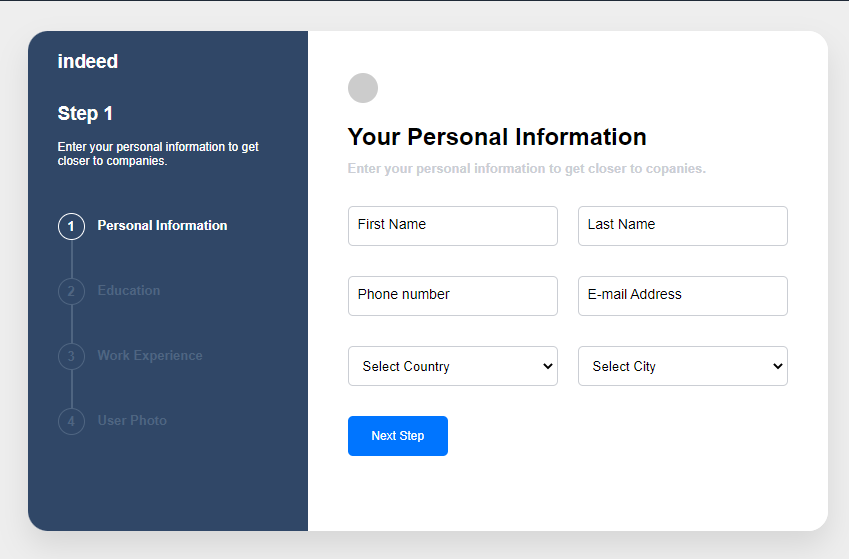 indeed
Step 1
Enter your personal information to get
closer to companies.
1 Personal Information
2 Education
3 Work Experience
4 User Photo
Your Personal Information
Enter your personal information to get closer to copanies.
First Name
Last Name
Phone number
E-mail Address
Select Country
Select City
Next Step